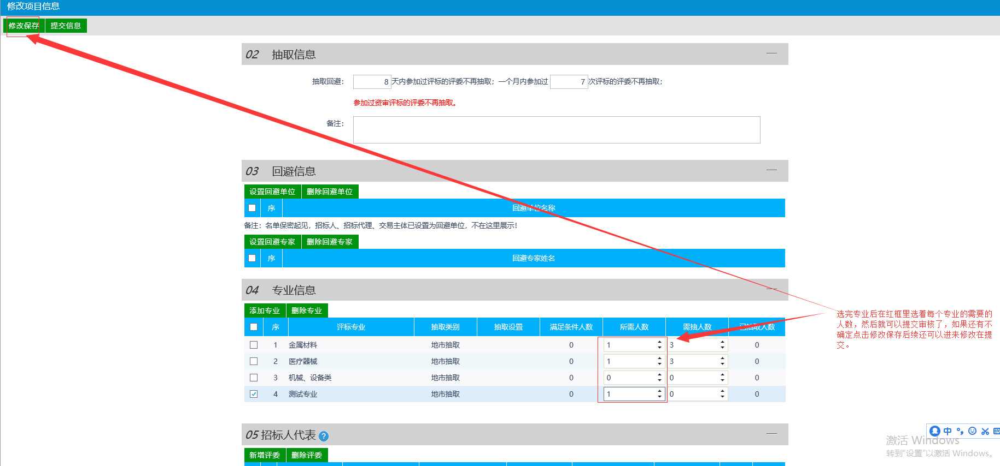 修改项目信息
修改保存 提交信息
02 抽取信息
抽取回避： 8 天内参加过评标的评委不再抽取；一个月内参加过 7 次评标的评委不再抽取；
参加过资审评标的评委不再抽取。
备注：
03 回避信息
设置回避单位 删除回避单位
序 回避单位名称
备注：名单保密起见，招标人、招标代理、交易主体已设置为回避单位，不在这里展示！
设置回避专家 删除回避专家
序 回避专家姓名
04 专业信息
添加专业 删除专业
序 评标专业 抽取类别 抽取设置 满足条件人数 所需人数 需抽人数 已抽取人数
1 金属材料 地市抽取 0 1 3 0
2 医疗器械 地市抽取 0 1 3 0
3 机械、设备类 地市抽取 0 0 0 0
4 测试专业 地市抽取 0 1 0 0
选完专业后在红框里选着每个专业的需要的
人数，然后就可以提交审核了，如果还有不
确定点击修改保存后续还可以进来修改在提
交。
05 招标人代表 ?
新增评委 删除评委
中
激活 Windows
转到“设置”以激活 Windows。